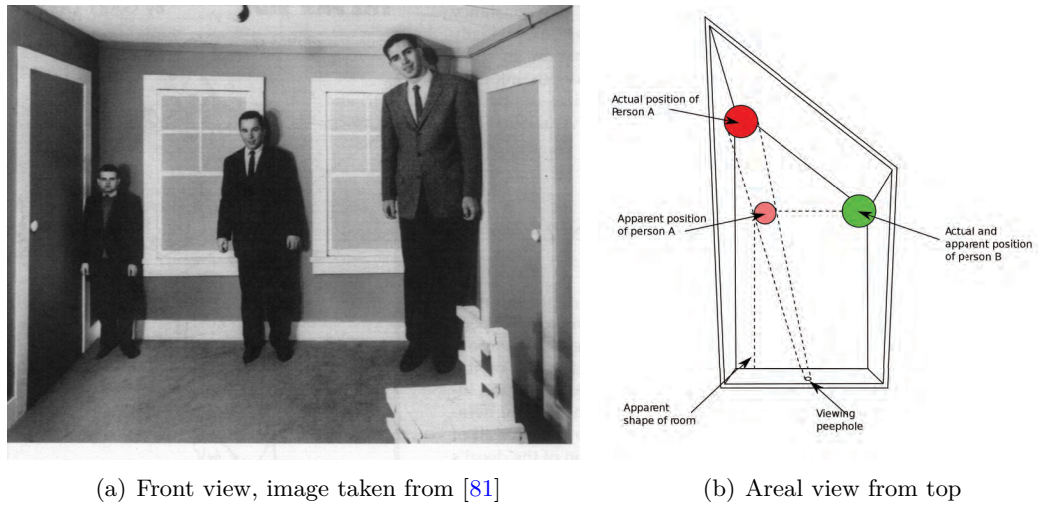 Actual position of
Person A
Apparent position
of person A
Actual and
apparent position
of person B
Apparent
shape of room
Viewing
peephole
(a) Front view, image taken from [81]
(b) Areal view from top